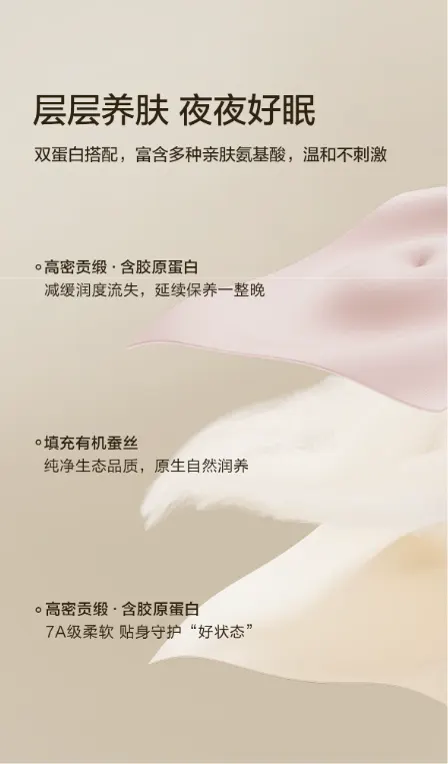 层层养肤 夜夜好眠
双蛋白搭配，富含多种亲肤氨基酸，温和不刺激
高密贡缎·含胶原蛋白
减缓润度流失，延续保养一整晚
填充有机蚕丝
纯净生态品质，原生自然润养
高密贡缎·含胶原蛋白
7A级柔软 贴身守护“好状态”